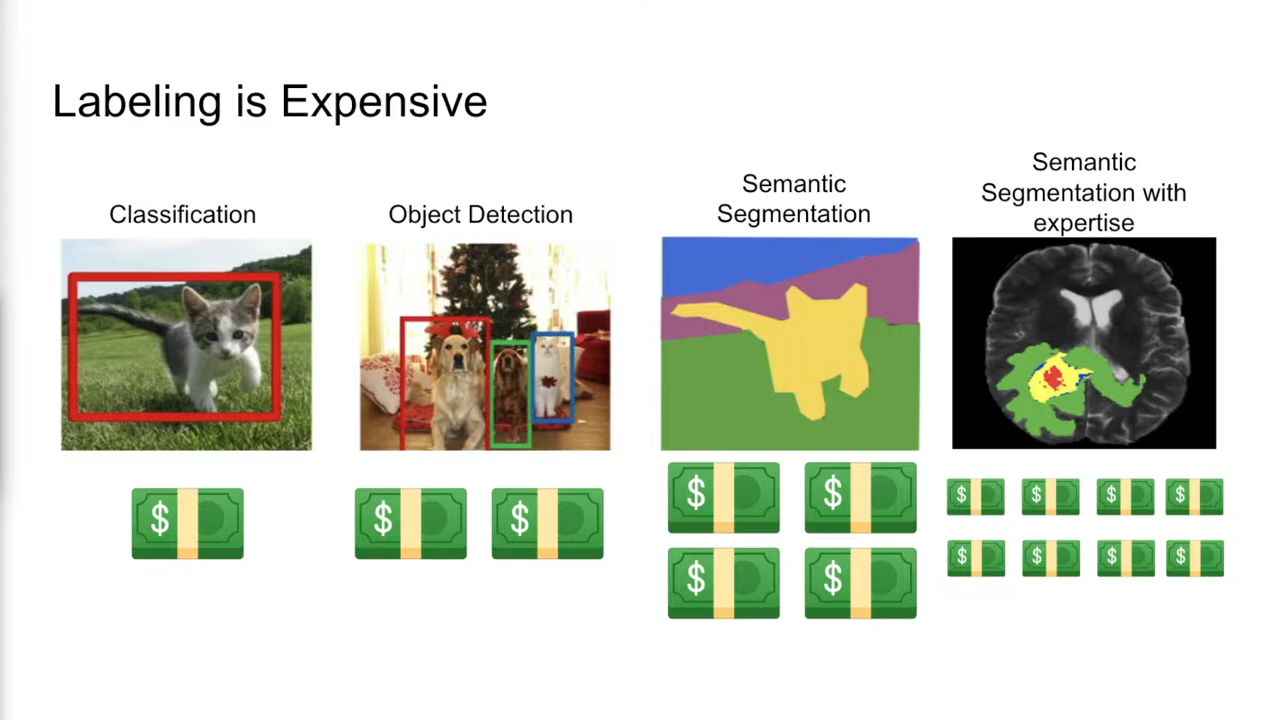 Labeling is Expensive
Classification
Object Detection
Semantic
Segmentation
Semantic
Segmentation with
expertise
$
$ $
$ $
$ $
$ $ $ $
$ $ $ $